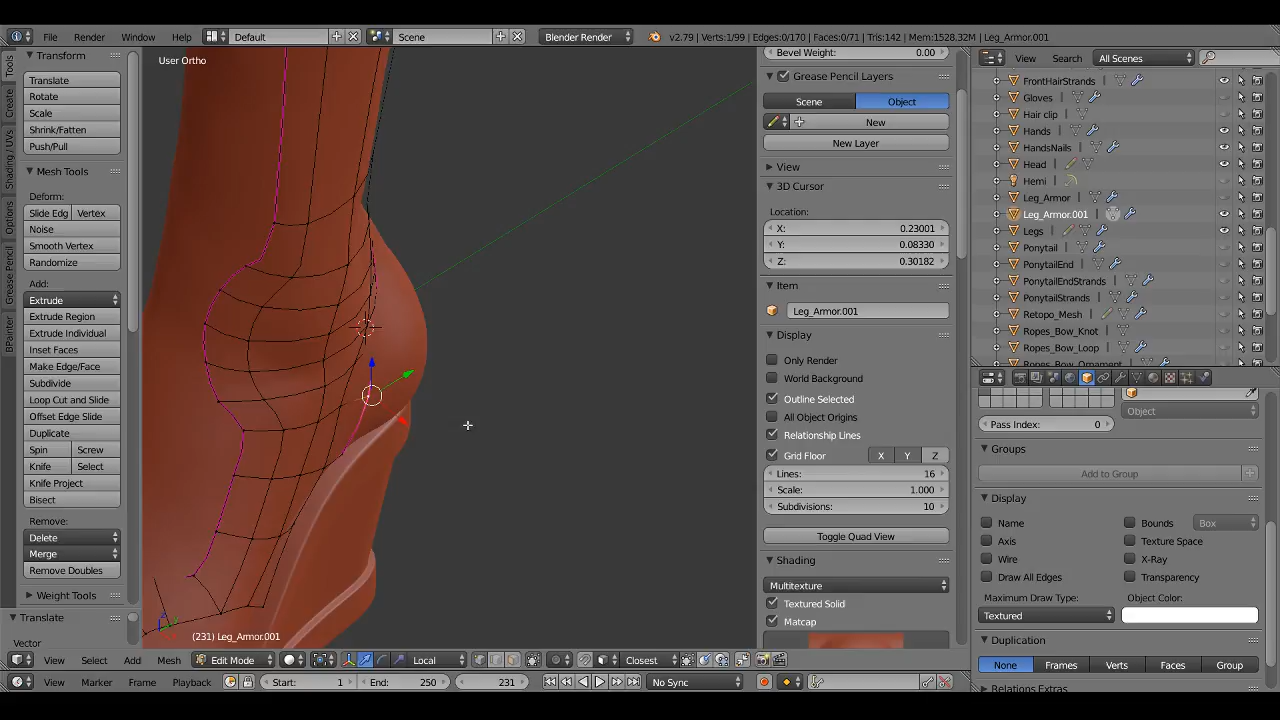 File Render Window Help Default Scene Blender Render v2.79 | Verts:1/99 | Edges:0/170 | Faces:0/71 | Tris:142 | Mem:1528.32M | Leg_Armor.001
Tools
Create
Shading / UVs
Options
Grease Pencil
BPainter
Transform
Translate
Rotate
Scale
Shrink/Fatten
Push/Pull
Mesh Tools
Deform:
Slide Edg Vertex
Noise
Smooth Vertex
Randomize
Add:
Extrude
Extrude Region
Extrude Individual
Inset Faces
Make Edge/Face
Subdivide
Loop Cut and Slide
Offset Edge Slide
Duplicate
Spin Screw
Knife Select
Knife Project
Bisect
Remove:
Delete
Merge
Remove Doubles
Weight Tools
Translate
Vector
User Ortho
(231) Leg_Armor.001
Bevel Weight: 0.00
Grease Pencil Layers
Scene Object
New
New Layer
View
3D Cursor
Location:
X: 0.23001
Y: 0.08330
Z: 0.30182
Item
Leg_Armor.001
Display
Only Render
World Background
Outline Selected
All Object Origins
Relationship Lines
Grid Floor X Y Z
Lines: 16
Scale: 1.000
Subdivisions: 10
Toggle Quad View
Shading
Multitexture
Textured Solid
Matcap
View Search All Scenes
FrontHairStrands
Gloves
Hair clip
Hands
HandsNails
Head
Hemi
Leg_Armor
Leg_Armor.001
Legs
Ponytail
PonytailEnd
PonytailEndStrands
PonytailStrands
Retopo_Mesh
Ropes_Bow_Knot
Ropes_Bow_Loop
Ropes_Bow_Ornament
Object
Pass Index: 0
Groups
Add to Group
Display
Name Bounds Box
Axis Texture Space
Wire X-Ray
Draw All Edges Transparency
Maximum Draw Type: Object Color:
Textured
Duplication
None Frames Verts Faces Group
Relations Extras
View Select Add Mesh Edit Mode Local Closest
View Marker Frame Playback Start: 1 End: 250 231 No Sync